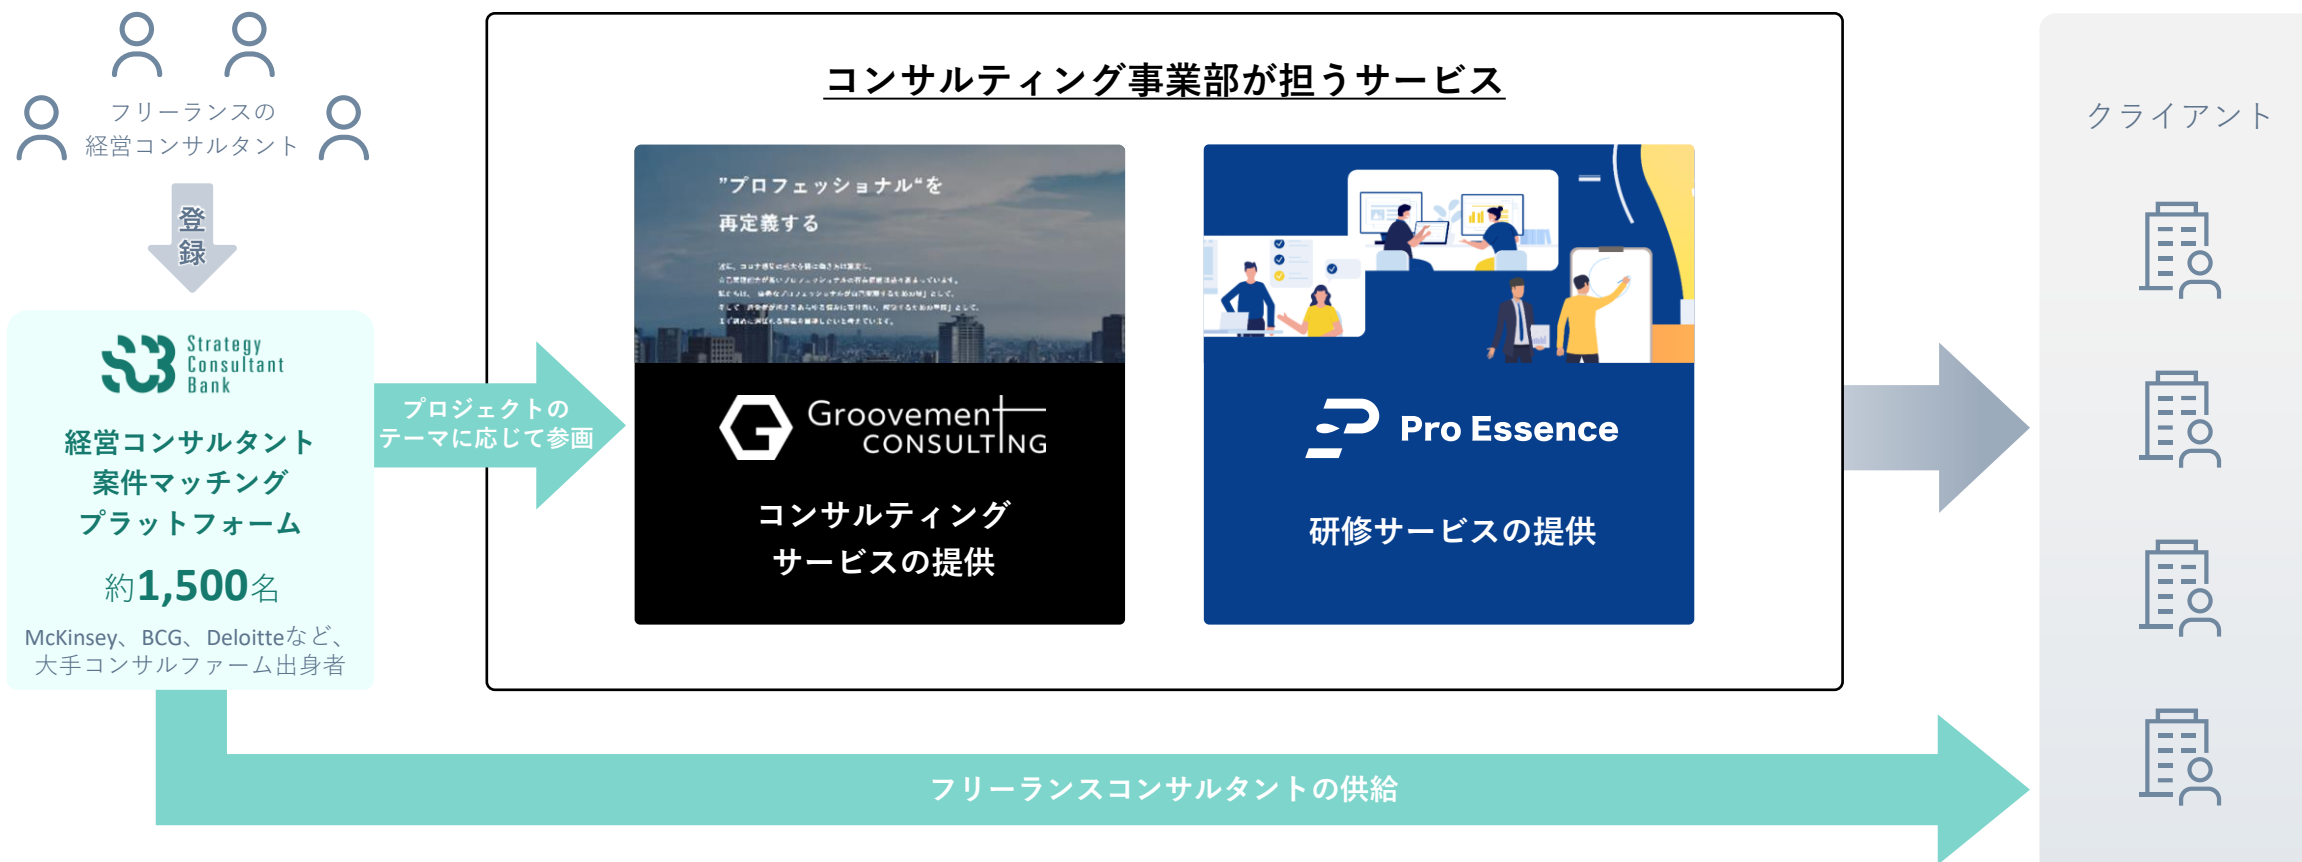 フリーランスの
経営コンサルタント
登録
Strategy
Consultant
Bank
経営コンサルタント
案件マッチング
プラットフォーム
約1,500名
McKinsey、BCG、Deloitteなど、
大手コンサルファーム出身者
プロジェクトの
テーマに応じて参画
コンサルティング事業部が担うサービス
”プロフェッショナル“を
再定義する
Groovement
CONSULTING
コンサルティング
サービスの提供
Pro Essence
研修サービスの提供
クライアント
フリーランスコンサルタントの供給